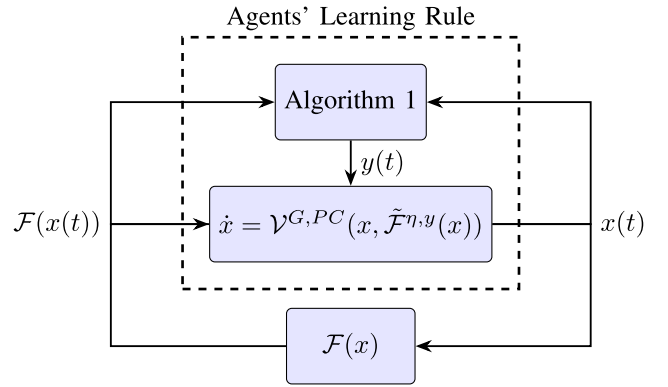 Agents' Learning Rule
Algorithm 1
y(t)
F(x(t))
ẋ = 𝒱^{G,PC}(x, F̃^{η,y}(x))
x(t)
F(x)